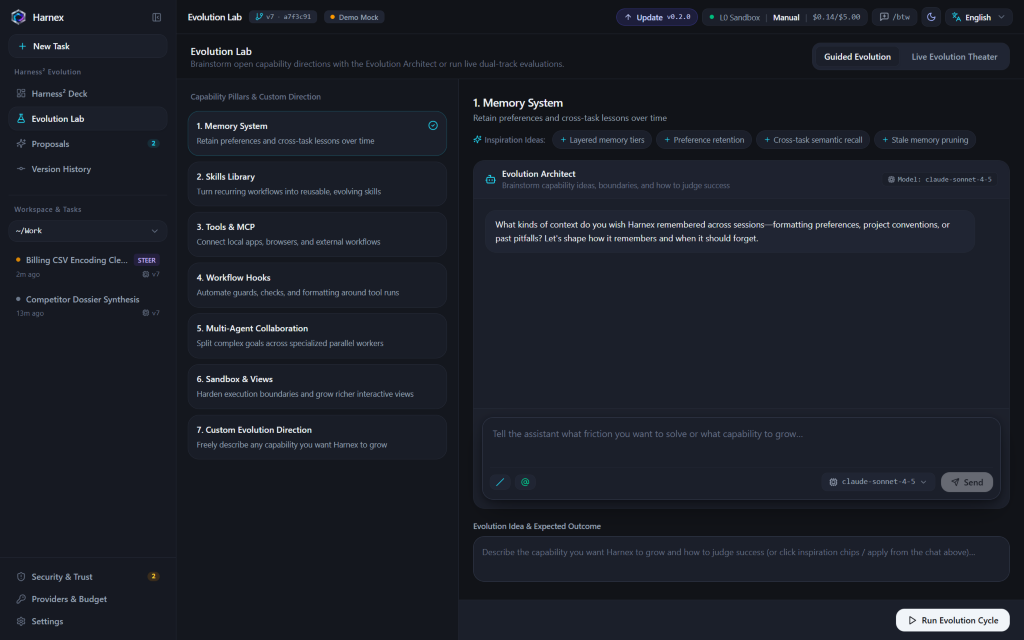 Harnex
New Task
Harness² Evolution
Harness² Deck
Evolution Lab
Proposals 2
Version History
Workspace & Tasks
~/Work
Billing CSV Encoding Cle... STEER
2m ago v7
Competitor Dossier Synthesis
13m ago v7
Security & Trust 2
Providers & Budget
Settings
Evolution Lab v7 · a7f3c91 Demo Mock
Update v0.2.0 L0 Sandbox Manual $0.14/$5.00 /btw English
Evolution Lab
Brainstorm open capability directions with the Evolution Architect or run live dual-track evaluations.
Guided Evolution Live Evolution Theater
Capability Pillars & Custom Direction
1. Memory System
Retain preferences and cross-task lessons over time
2. Skills Library
Turn recurring workflows into reusable, evolving skills
3. Tools & MCP
Connect local apps, browsers, and external workflows
4. Workflow Hooks
Automate guards, checks, and formatting around tool runs
5. Multi-Agent Collaboration
Split complex goals across specialized parallel workers
6. Sandbox & Views
Harden execution boundaries and grow richer interactive views
7. Custom Evolution Direction
Freely describe any capability you want Harnex to grow
1. Memory System
Retain preferences and cross-task lessons over time
Inspiration Ideas: + Layered memory tiers + Preference retention + Cross-task semantic recall + Stale memory pruning
Evolution Architect
Brainstorm capability ideas, boundaries, and how to judge success
Model: claude-sonnet-4-5
What kinds of context do you wish Harnex remembered across sessions—formatting preferences, project conventions, or
past pitfalls? Let's shape how it remembers and when it should forget.
Tell the assistant what friction you want to solve or what capability to grow...
claude-sonnet-4-5 Send
Evolution Idea & Expected Outcome
Describe the capability you want Harnex to grow and how to judge success (or click inspiration chips / apply from the chat above)...
Run Evolution Cycle